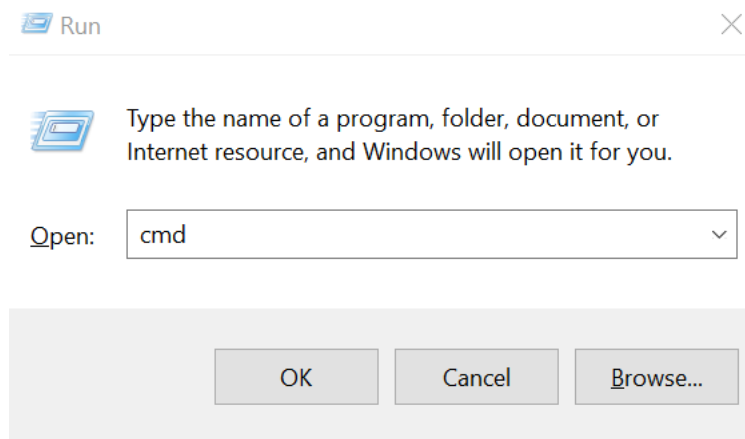 Run
Type the name of a program, folder, document, or
Internet resource, and Windows will open it for you.
Open: cmd
OK Cancel Browse...